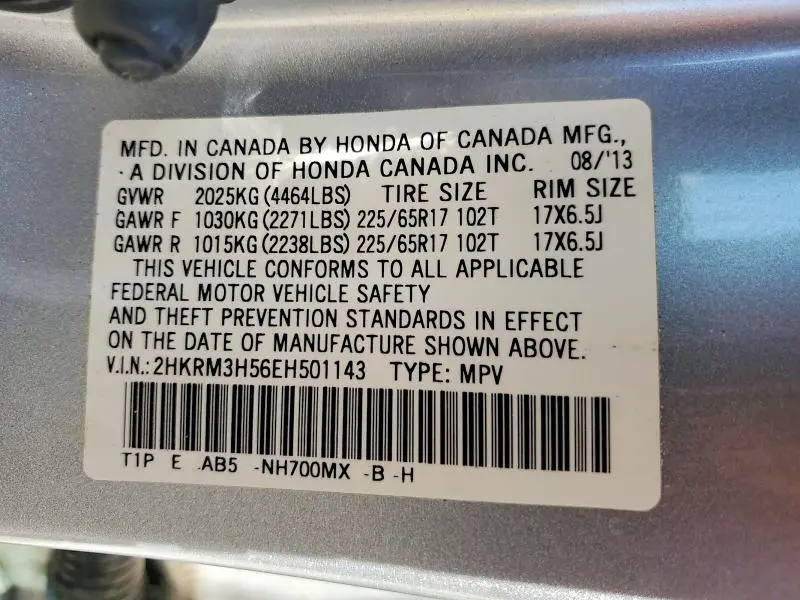 MFD. IN CANADA BY HONDA OF CANADA MFG.,
A DIVISION OF HONDA CANADA INC. 08/'13
GVWR 2025KG (4464LBS) TIRE SIZE RIM SIZE
GAWR F 1030KG (2271LBS) 225/65R17 102T 17X6.5J
GAWR R 1015KG (2238LBS) 225/65R17 102T 17X6.5J
THIS VEHICLE CONFORMS TO ALL APPLICABLE
FEDERAL MOTOR VEHICLE SAFETY
AND THEFT PREVENTION STANDARDS IN EFFECT
ON THE DATE OF MANUFACTURE SHOWN ABOVE.
V.I.N.: 2HKRM3H56EH501143 TYPE: MPV
T1P E AB5 -NH700MX -B -H